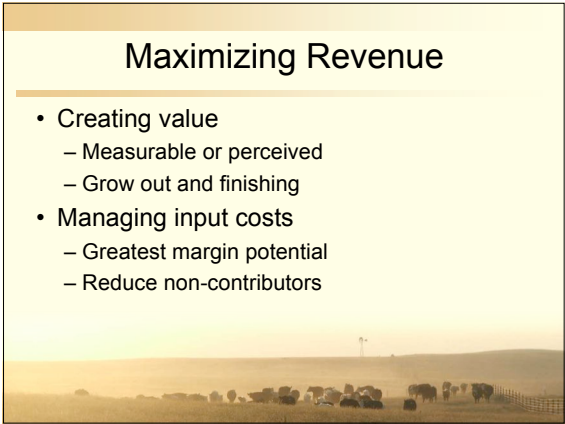 Maximizing Revenue
• Creating value
– Measurable or perceived
– Grow out and finishing
• Managing input costs
– Greatest margin potential
– Reduce non-contributors